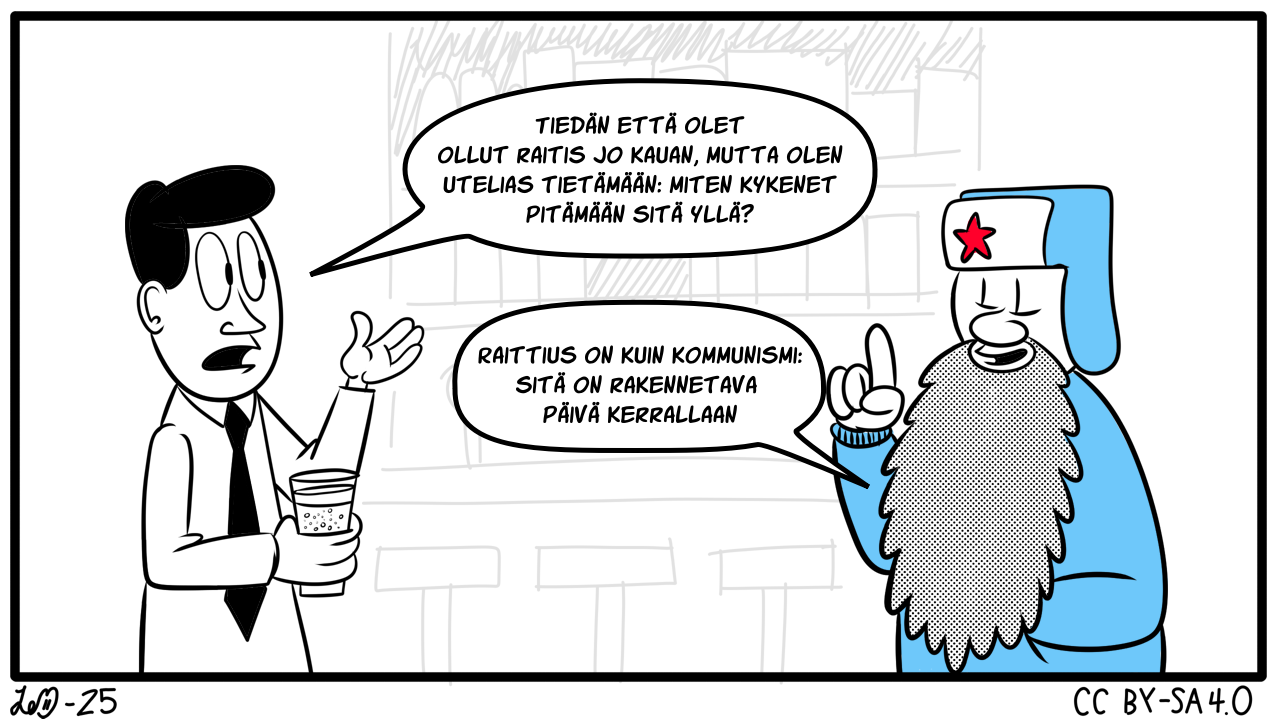 TIEDÄN ETTÄ OLET
OLLUT RAITIS JO KAUAN, MUTTA OLEN
UTELIAS TIETÄMÄÄN: MITEN KYKENET
PITÄMÄÄN SITÄ YLLÄ?
RAITTIUS ON KUIN KOMMUNISMI:
SITÄ ON RAKENNETAVA
PÄIVÄ KERRALLAAN
-25
CC BY-SA 4.0